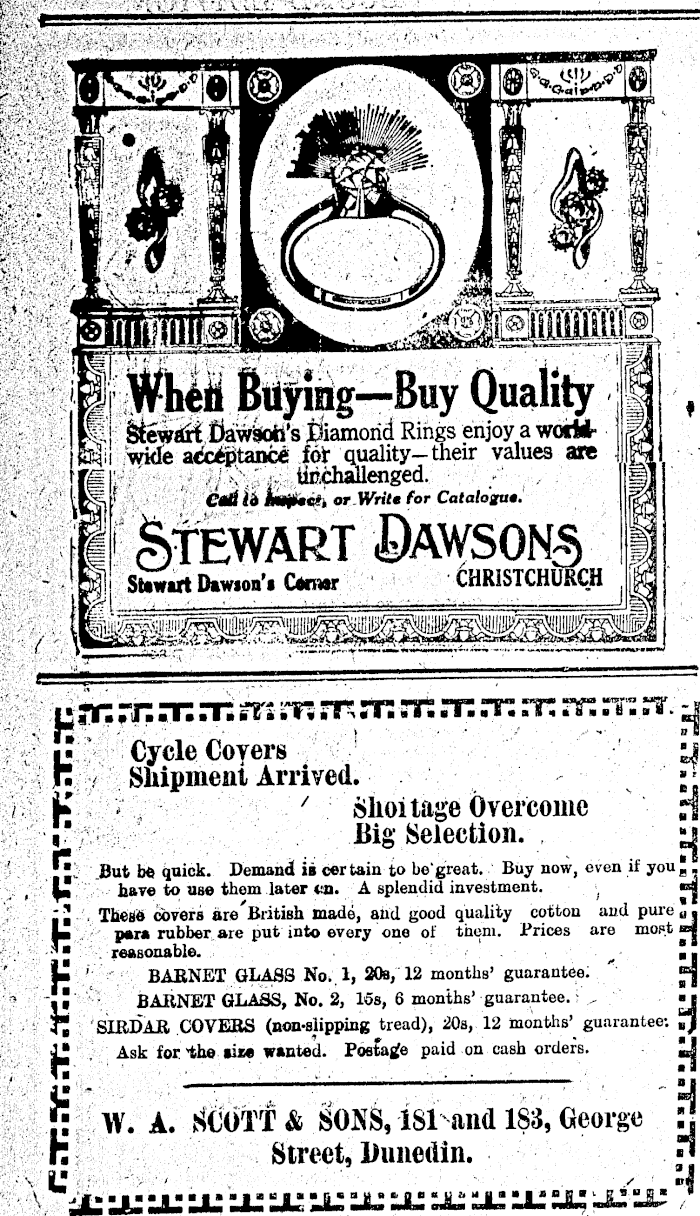 When Buying—Buy Quality
Stewart Dawson's Diamond Rings enjoy a world-
wide acceptance for quality—their values are
unchallenged.
Call to Inspect, or Write for Catalogue.
STEWART DAWSONS
Stewart Dawson's Corner CHRISTCHURCH
Cycle Covers
Shipment Arrived.
Shortage Overcome
Big Selection.
But be quick. Demand is certain to be great. Buy now, even if you
have to use them later on. A splendid investment.
These covers are British made, and good quality cotton and pure
para rubber are put into every one of them. Prices are most
reasonable.
BARNET GLASS No. 1, 20s, 12 months' guarantee.
BARNET GLASS, No. 2, 15s, 6 months' guarantee.
SIRDAR COVERS (non-slipping tread), 20s, 12 months' guarantee.
Ask for the size wanted. Postage paid on cash orders.
W. A. SCOTT & SONS, 181 and 183, George
Street, Dunedin.